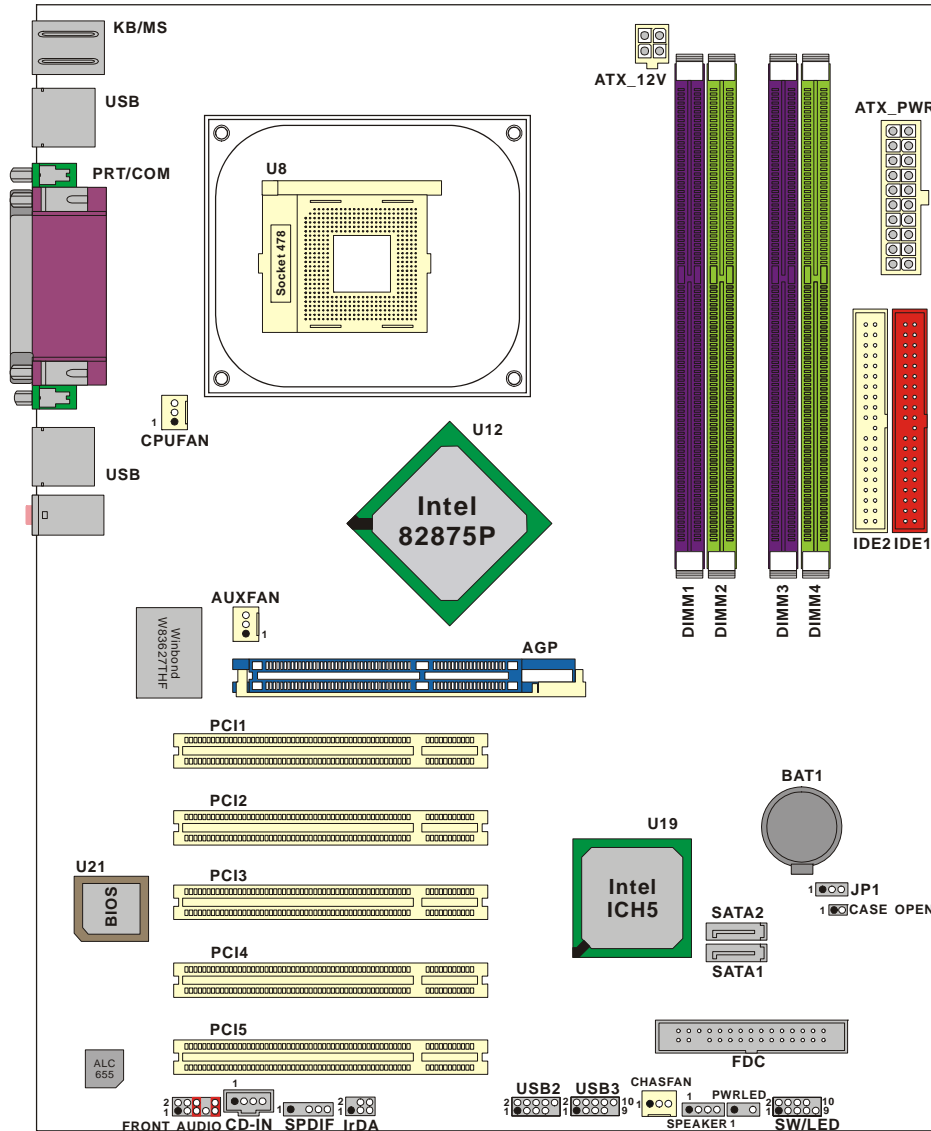 KB/MS
ATX_12V
USB
ATX_PWR
PRT/COM
U8
Socket 478
1
CPUFAN
U12
USB
Intel
82875P
IDE2 IDE1
DIMM1
DIMM2
DIMM3
DIMM4
AUXFAN
1
Winbond
W83627THF
AGP
PCI1
BAT1
PCI2
U19
U21
BIOS
PCI3
Intel
ICH5
1 JP1
1 CASE OPEN
SATA2
SATA1
PCI4
PCI5
FDC
ALC
655
2
1
FRONT AUDIO
1
CD-IN
1
SPDIF
2
1
IrDA
USB2
2
1
USB3
2 10
1 9
CHASFAN
1
1
SPEAKER
PWRLED
1
2 10
1 9
SW/LED